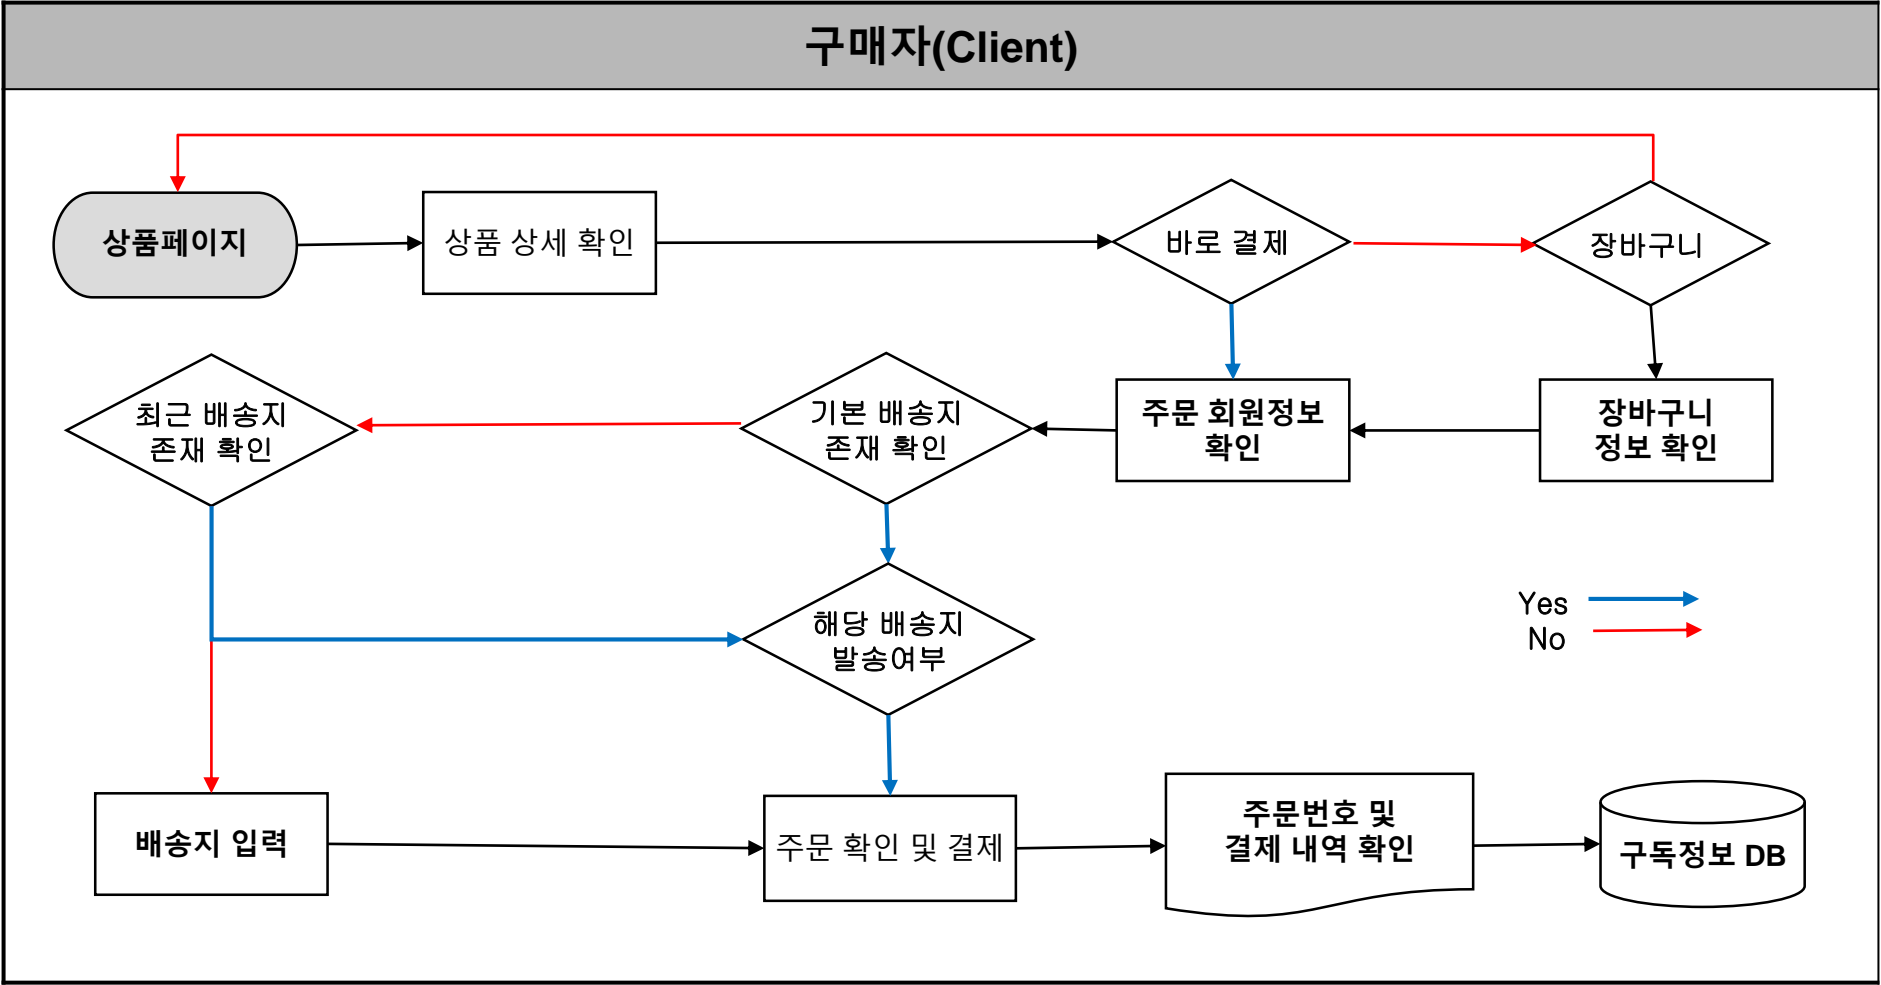 구매자(Client)
상품페이지
상품 상세 확인
바로 결제
장바구니
최근 배송지
존재 확인
기본 배송지
존재 확인
주문 회원정보
확인
장바구니
정보 확인
해당 배송지
발송여부
Yes
No
배송지 입력
주문 확인 및 결제
주문번호 및
결제 내역 확인
구독정보 DB